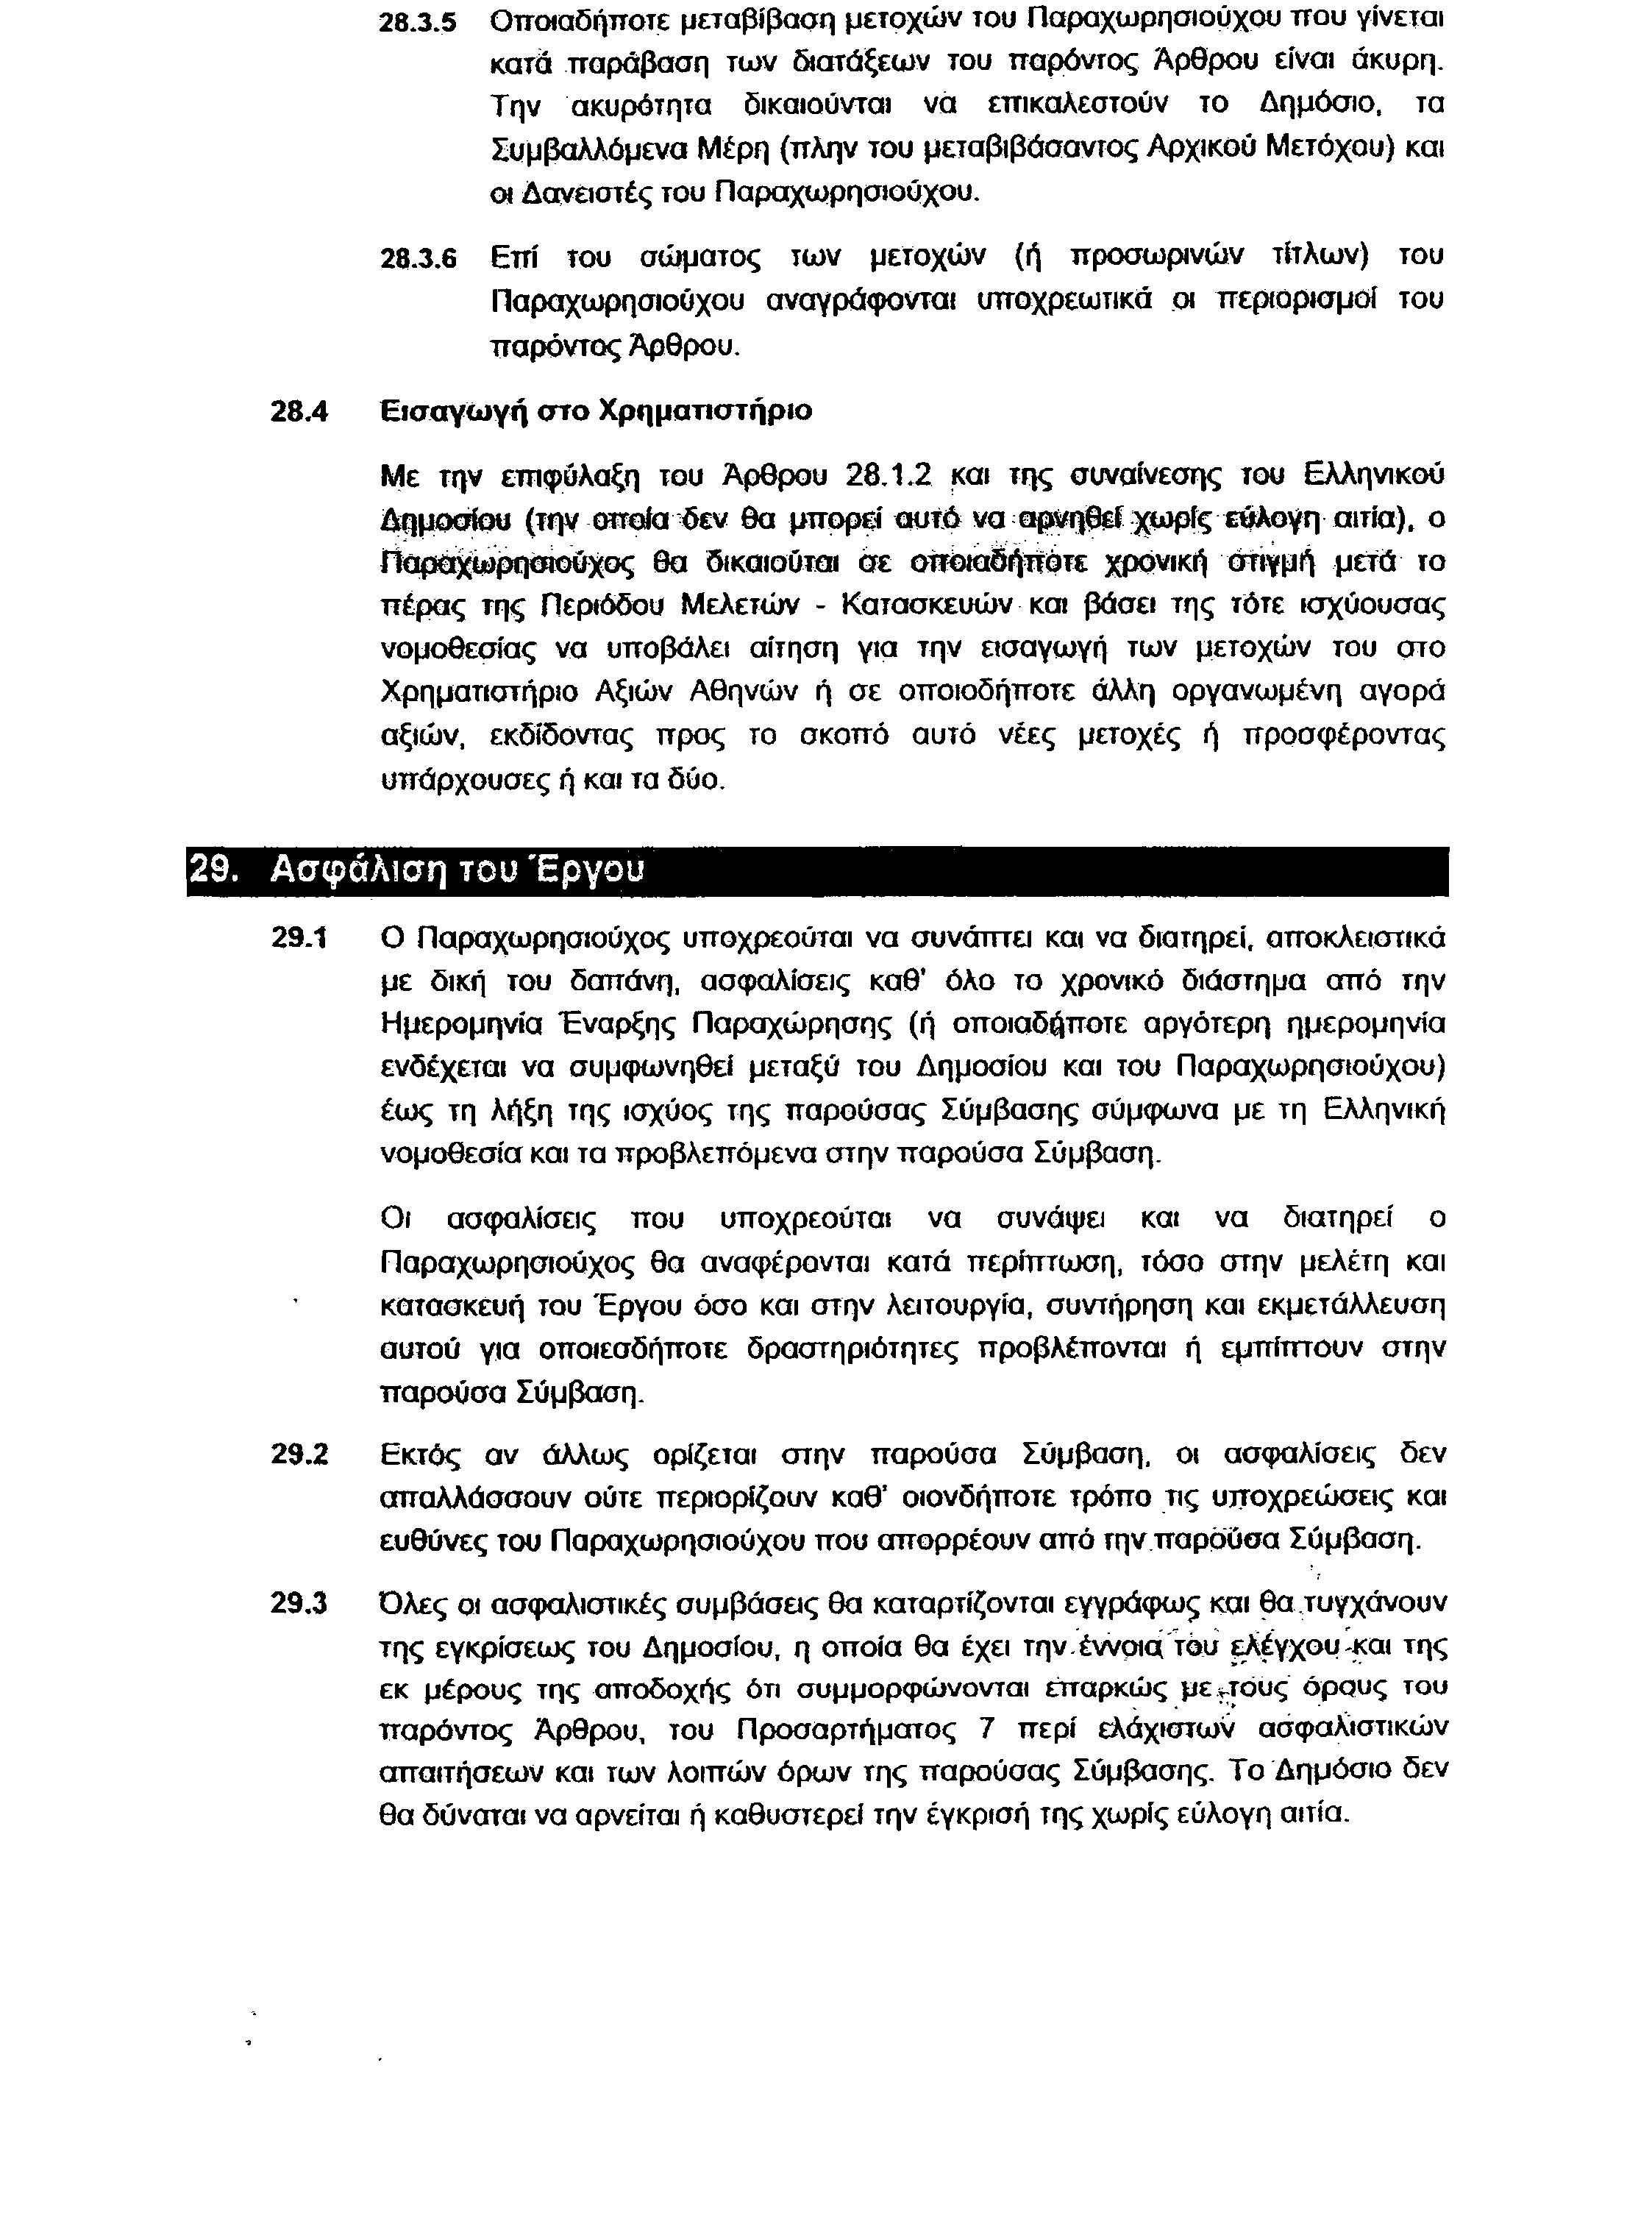 28.3.5 Οποιαδήποτε μεταβίβαση μετοχών του Παραχωρησιούχου που γίνεται
κατά παράβαση των διατάξεων του παρόντος Άρθρου είναι άκυρη.
Την ακυρότητα δικαιούνται να επικαλεστούν το Δημόσιο, τα
Συμβαλλόμενα Μέρη (πλην του μεταβιβάσαντος Αρχικού Μετόχου) και
οι Δανειστές του Παραχωρησιούχου.
28.3.6 Επί του σώματος των μετοχών (ή προσωρινών τίτλων) του
Παραχωρησιούχου αναγράφονται υποχρεωτικά οι περιορισμοί του
παρόντος Άρθρου.
28.4 Εισαγωγή στο Χρηματιστήριο
Με την επιφύλαξη του Άρθρου 28.1.2 και της συναίνεσης του Ελληνικού
Δημοσίου (την οποία δεν θα μπορεί αυτό να αρνηθεί χωρίς εύλογη αιτία), ο
Παραχωρησιούχος θα δικαιούται σε οποιαδήποτε χρονική στιγμή μετά το
πέρας της Περιόδου Μελετών - Κατασκευών και βάσει της τότε ισχύουσας
νομοθεσίας να υποβάλει αίτηση για την εισαγωγή των μετοχών του στο
Χρηματιστήριο Αξιών Αθηνών ή σε οποιοδήποτε άλλη οργανωμένη αγορά
αξιών, εκδίδοντας προς το σκοπό αυτό νέες μετοχές ή προσφέροντας
υπάρχουσες ή και τα δύο.
29. Ασφάλιση του Έργου
29.1 Ο Παραχωρησιούχος υποχρεούται να συνάπτει και να διατηρεί, αποκλειστικά
με δική του δαπάνη, ασφαλίσεις καθ' όλο το χρονικό διάστημα από την
Ημερομηνία Έναρξης Παραχώρησης (ή οποιαδήποτε αργότερη ημερομηνία
ενδέχεται να συμφωνηθεί μεταξύ του Δημοσίου και του Παραχωρησιούχου)
έως τη λήξη της ισχύος της παρούσας Σύμβασης σύμφωνα με τη Ελληνική
νομοθεσία και τα προβλεπόμενα στην παρούσα Σύμβαση.
Οι ασφαλίσεις που υποχρεούται να συνάψει και να διατηρεί ο
Παραχωρησιούχος θα αναφέρονται κατά περίπτωση, τόσο στην μελέτη και
κατασκευή του Έργου όσο και στην λειτουργία, συντήρηση και εκμετάλλευση
αυτού για οποιεσδήποτε δραστηριότητες προβλέπονται ή εμπίπτουν στην
παρούσα Σύμβαση.
29.2 Εκτός αν άλλως ορίζεται στην παρούσα Σύμβαση, οι ασφαλίσεις δεν
απαλλάσσουν ούτε περιορίζουν καθ' οιονδήποτε τρόπο τις υποχρεώσεις και
ευθύνες του Παραχωρησιούχου που απορρέουν από την παρούσα Σύμβαση.
29.3 Όλες οι ασφαλιστικές συμβάσεις θα καταρτίζονται εγγράφως και θα τυγχάνουν
της εγκρίσεως του Δημοσίου, η οποία θα έχει την έννοια του ελέγχου και της
εκ μέρους της αποδοχής ότι συμμορφώνονται επαρκώς με τους όρους του
παρόντος Άρθρου, του Προσαρτήματος 7 περί ελάχιστων ασφαλιστικών
απαιτήσεων και των λοιπών όρων της παρούσας Σύμβασης. Το Δημόσιο δεν
θα δύναται να αρνείται ή καθυστερεί την έγκρισή της χωρίς εύλογη αιτία.